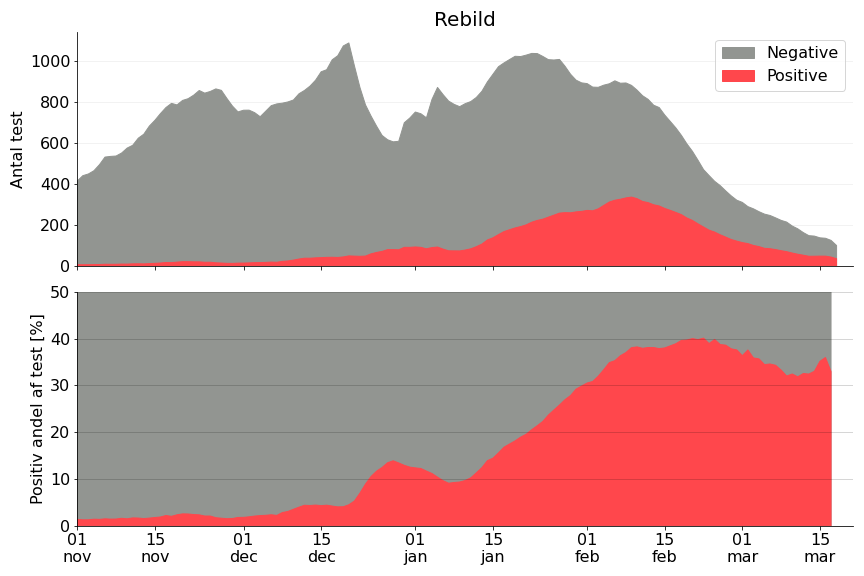 Rebild
Antal test
1000
800
600
400
200
0
Negative
Positive
Positiv andel af test [%]
50
40
30
20
10
0
01 15 01 15 01 15 01 15 01 15
nov nov dec dec jan jan feb feb mar mar